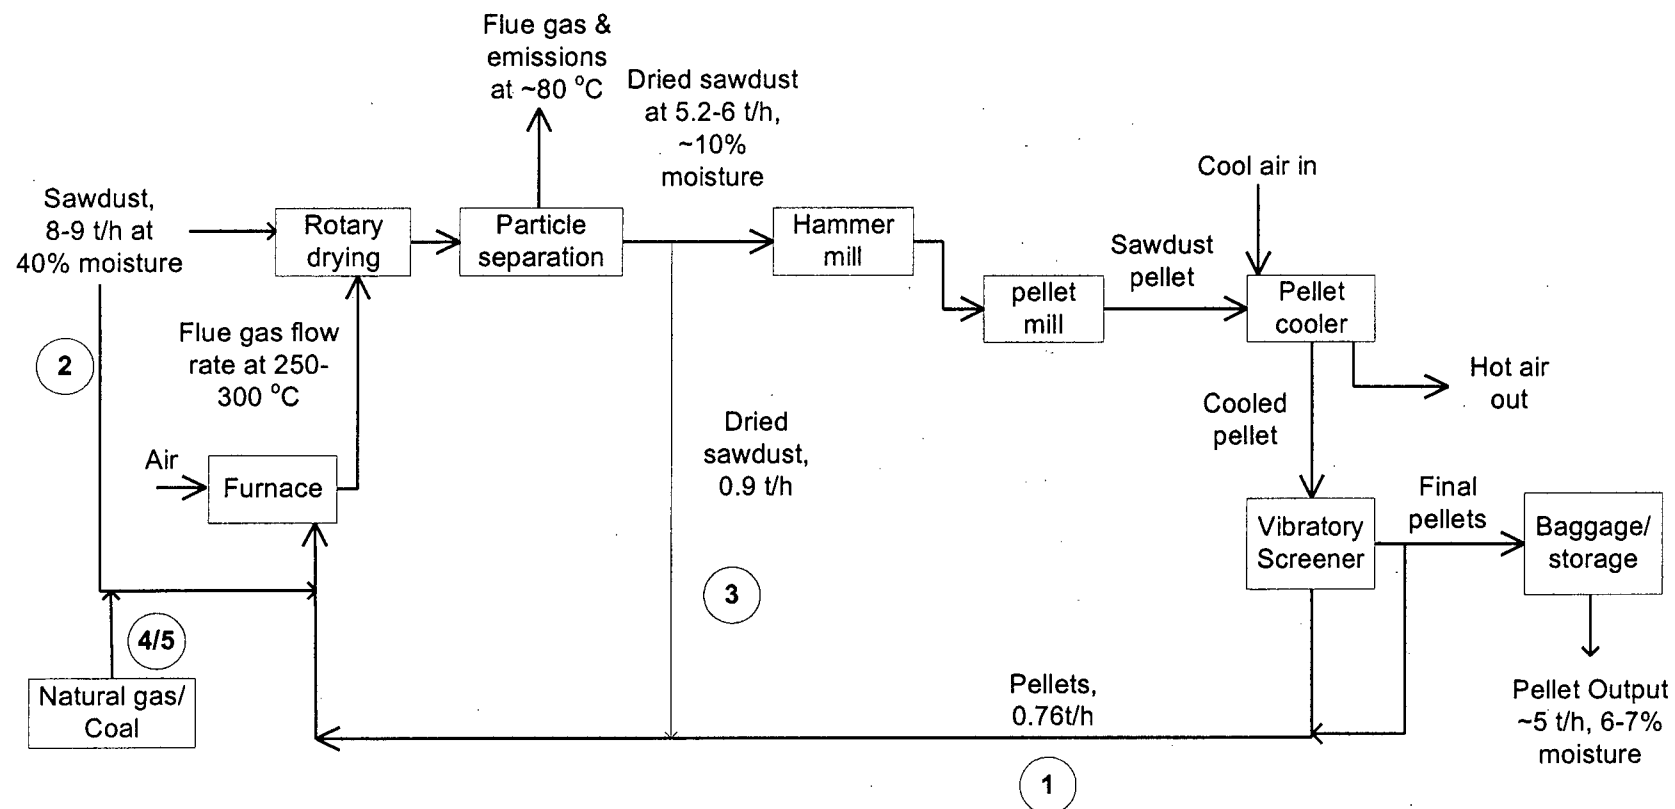 Flue gas &
emissions
at ~80 °C
Dried sawdust
at 5.2-6 t/h,
~10%
moisture
Cool air in
Sawdust,
8-9 t/h at
40% moisture
Rotary
drying
Particle
separation
Hammer
mill
Sawdust
pellet
pellet
mill
Pellet
cooler
2
Flue gas flow
rate at 250-
300 °C
Hot air
out
Cooled
pellet
Dried
sawdust,
0.9 t/h
Air
Furnace
Final
pellets
Vibratory
Screener
Baggage/
storage
3
4/5
Natural gas/
Coal
Pellets,
0.76t/h
Pellet Output
~5 t/h, 6-7%
moisture
1